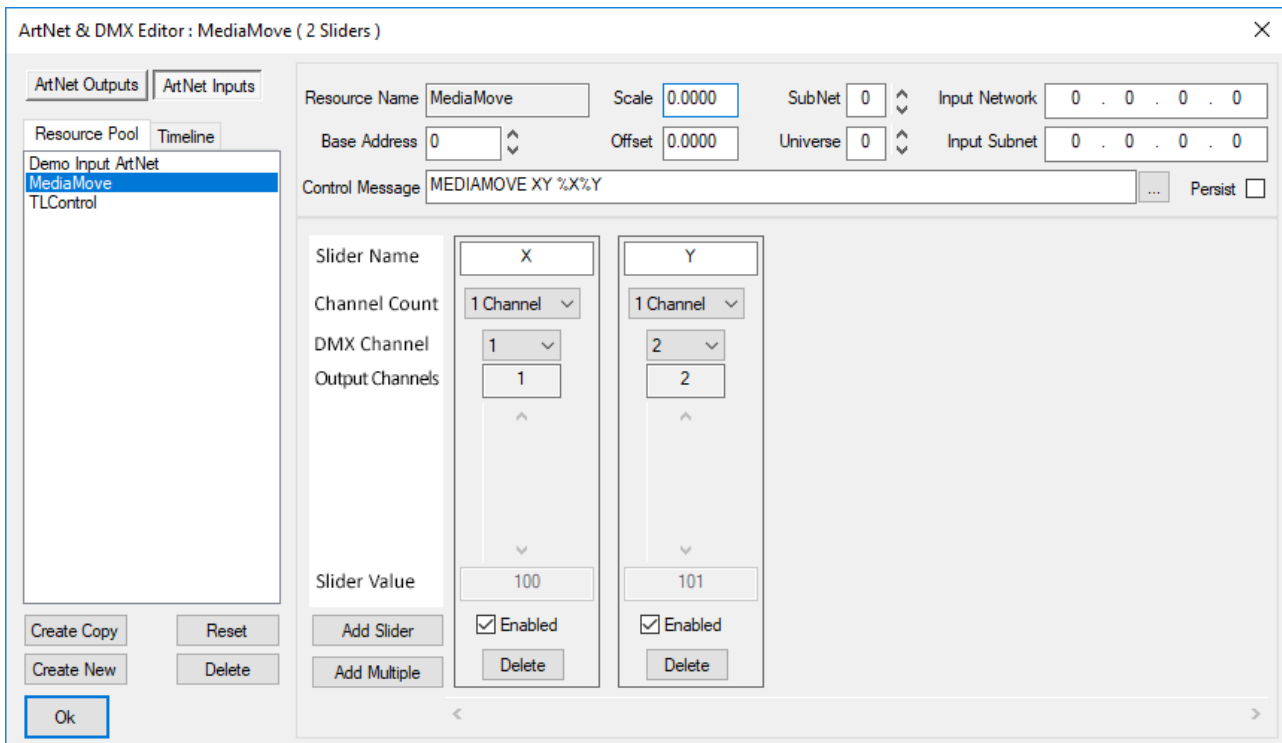 ArtNet & DMX Editor : MediaMove ( 2 Sliders )
ArtNet Outputs ArtNet Inputs
Resource Pool Timeline
Demo Input ArtNet
MediaMove
TLControl
Create Copy Reset
Create New Delete
Ok
Resource Name MediaMove Scale 0.0000 SubNet 0 Input Network 0 . 0 . 0 . 0
Base Address 0 Offset 0.0000 Universe 0 Input Subnet 0 . 0 . 0 . 0
Control Message MEDIAMOVE XY %X%Y ... Persist
Slider Name X Y
Channel Count 1 Channel 1 Channel
DMX Channel 1 2
Output Channels 1 2
Slider Value 100 101
Add Slider Enabled Enabled
Add Multiple Delete Delete